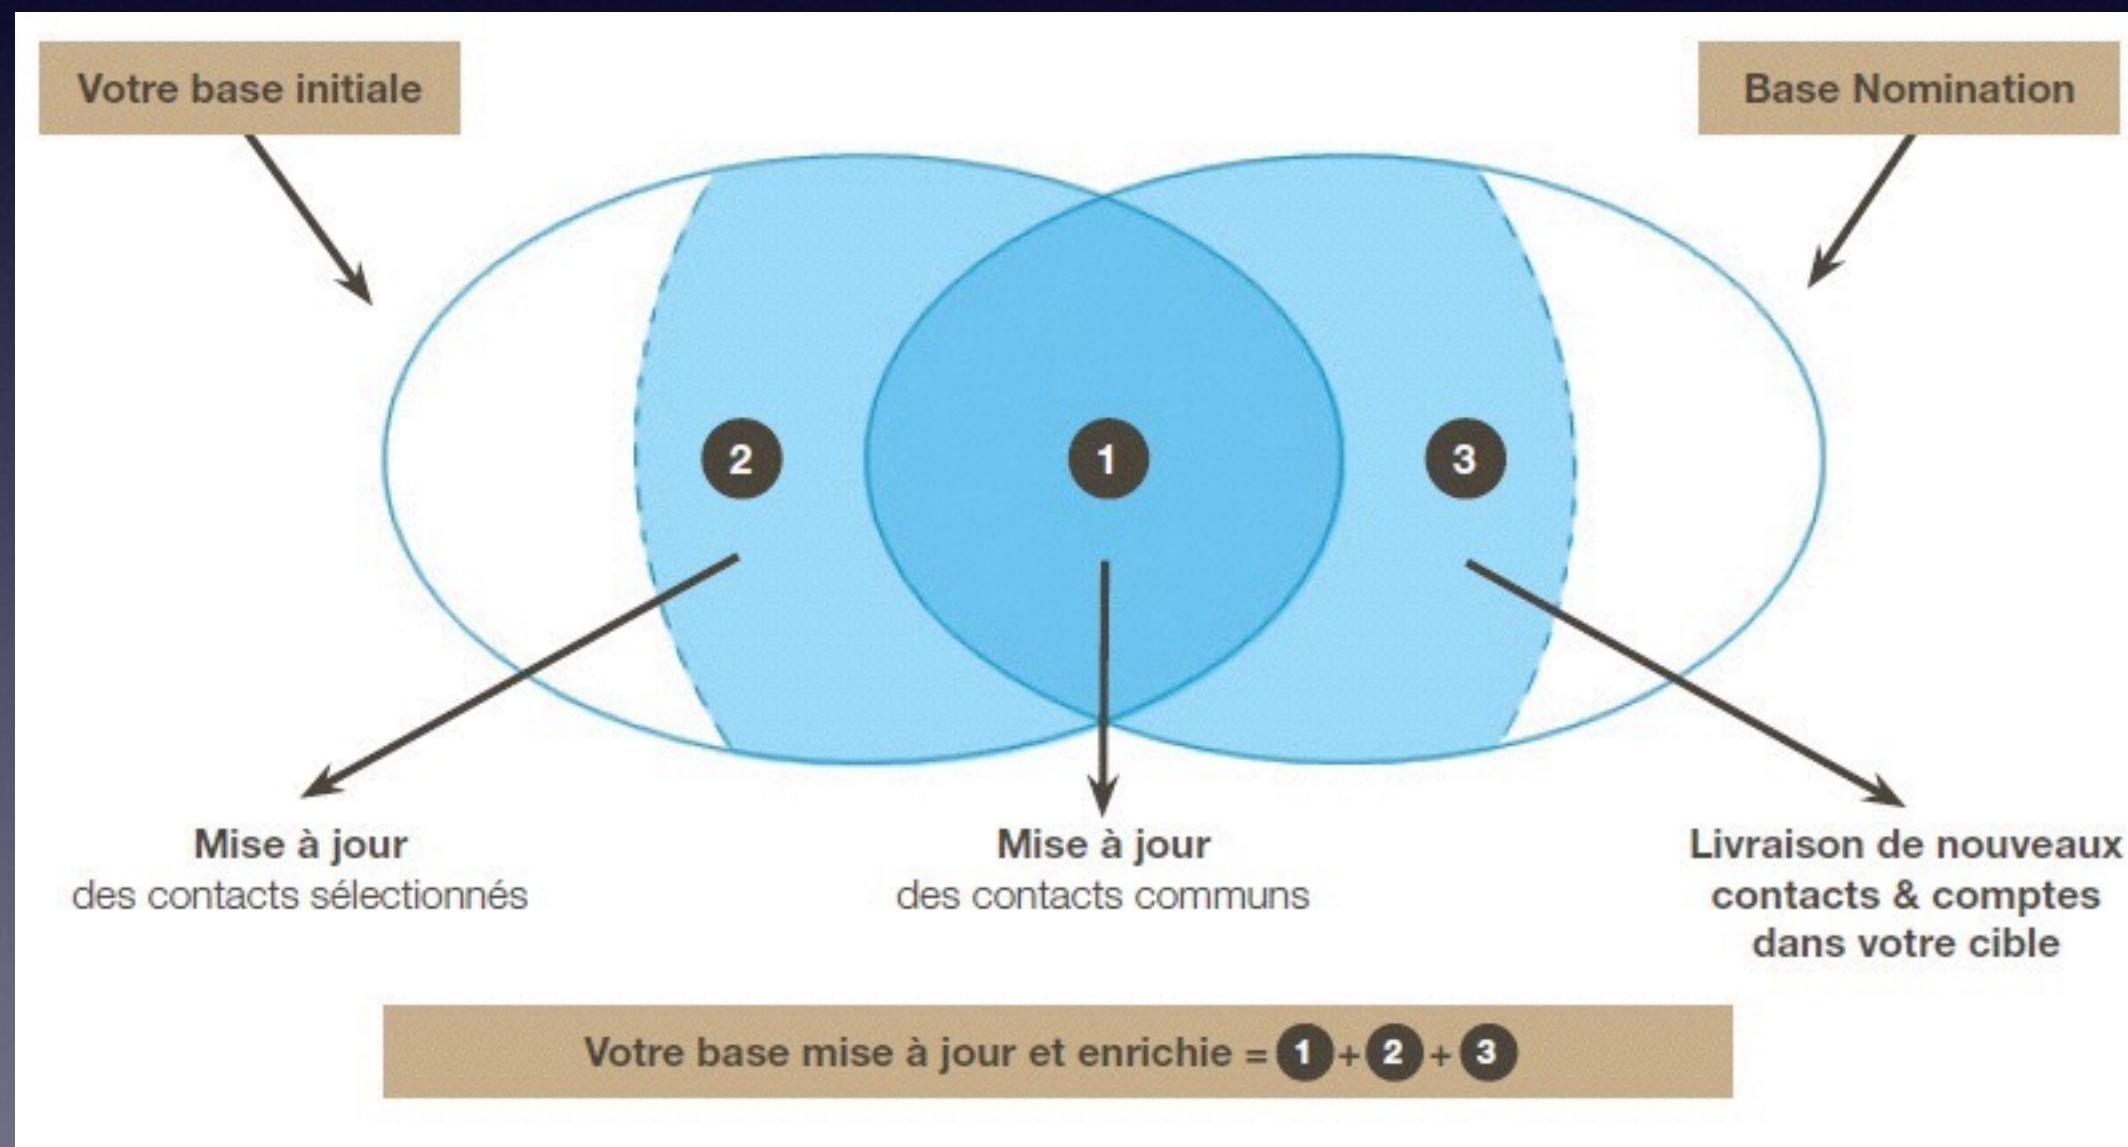 Votre base initiale
Base Nomination
2
1
3
Mise à jour
des contacts sélectionnés
Mise à jour
des contacts communs
Livraison de nouveaux
contacts & comptes
dans votre cible
Votre base mise à jour et enrichie = 1 + 2 + 3